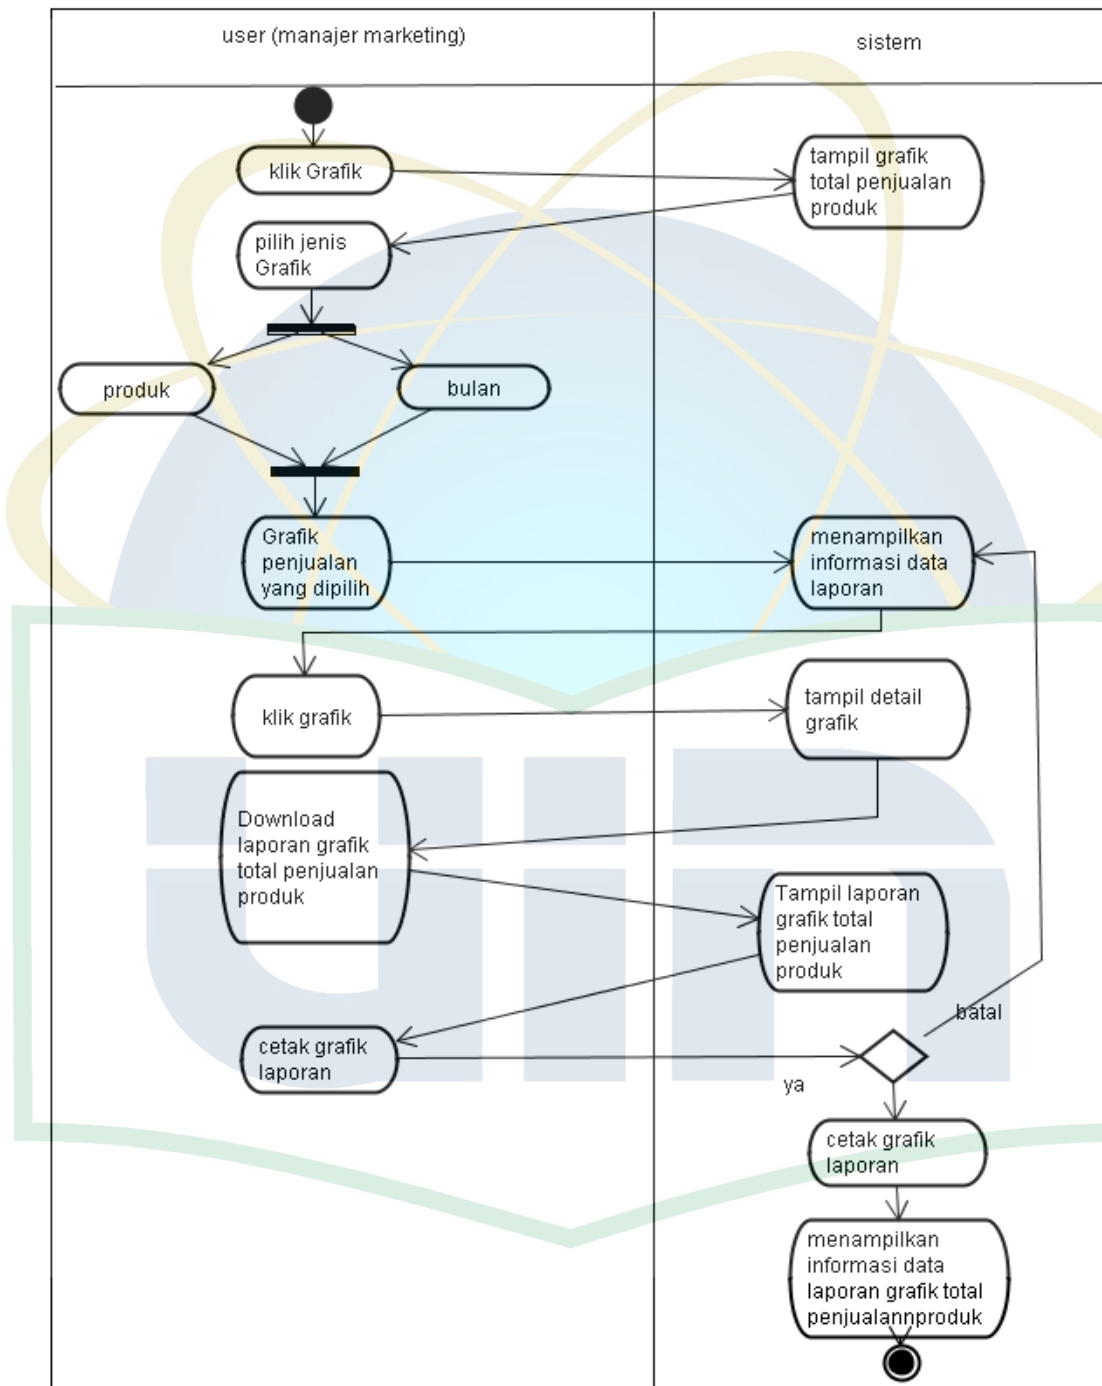 user (manajer marketing)
sistem
klik Grafik
tampil grafik
total penjualan
produk
pilih jenis
Grafik
produk
bulan
Grafik
penjualan
yang dipilih
menampilkan
informasi data
laporan
klik grafik
tampil detail
grafik
Download
laporan grafik
total penjualan
produk
Tampil laporan
grafik total
penjualan
produk
cetak grafik
laporan
batal
ya
cetak grafik
laporan
menampilkan
informasi data
laporan grafik total
penjualannproduk
uin